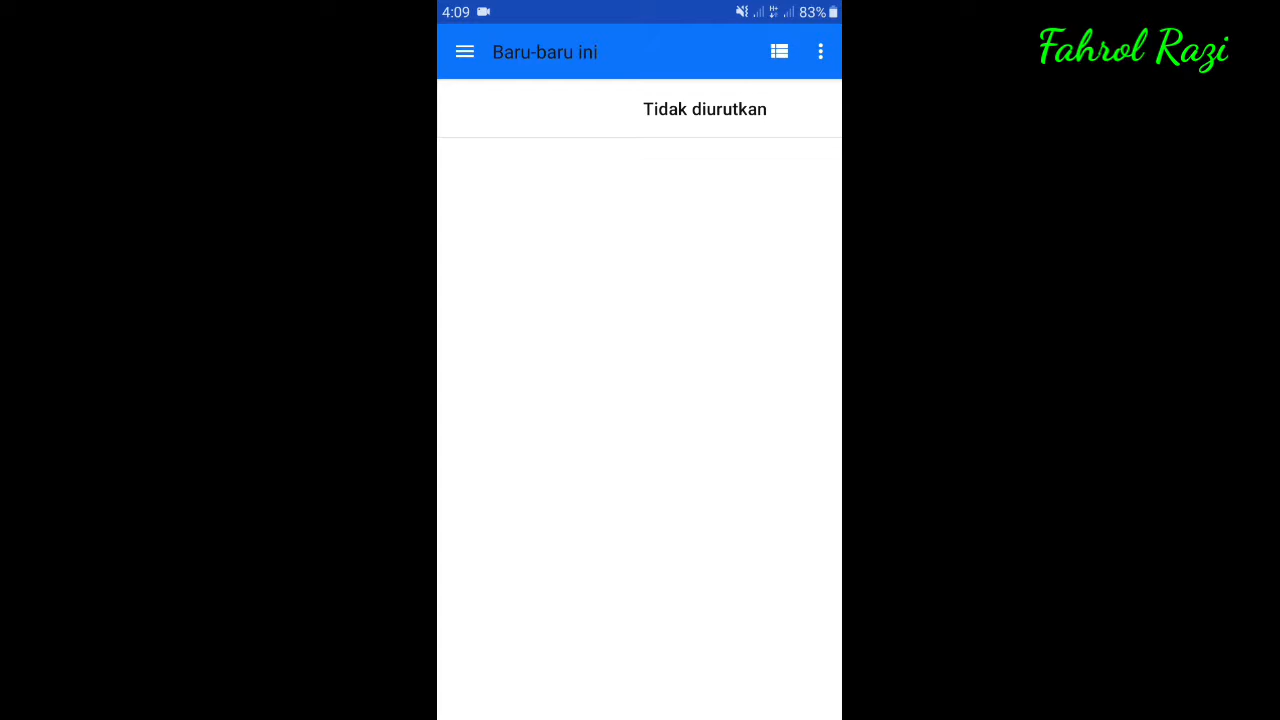 4:09
H+
83%
Fahrol Razi
Baru-baru ini
Tidak diurutkan